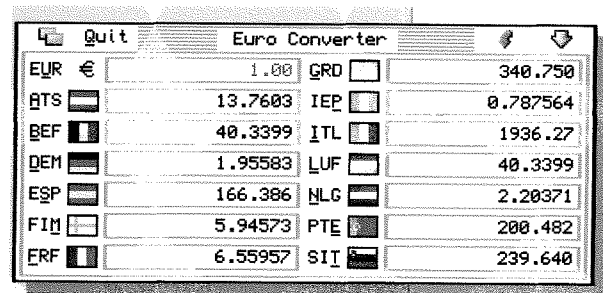 Quit Euro Converter
EUR € 1.00 GRD 340.750
ATS 13.7603 IEP 0.787564
BEF 40.3399 ITL 1936.27
DEM 1.95583 LUF 40.3399
ESP 166.386 NLG 2.20371
FIM 5.94573 PTE 200.482
FRF 6.55957 SIT 239.640